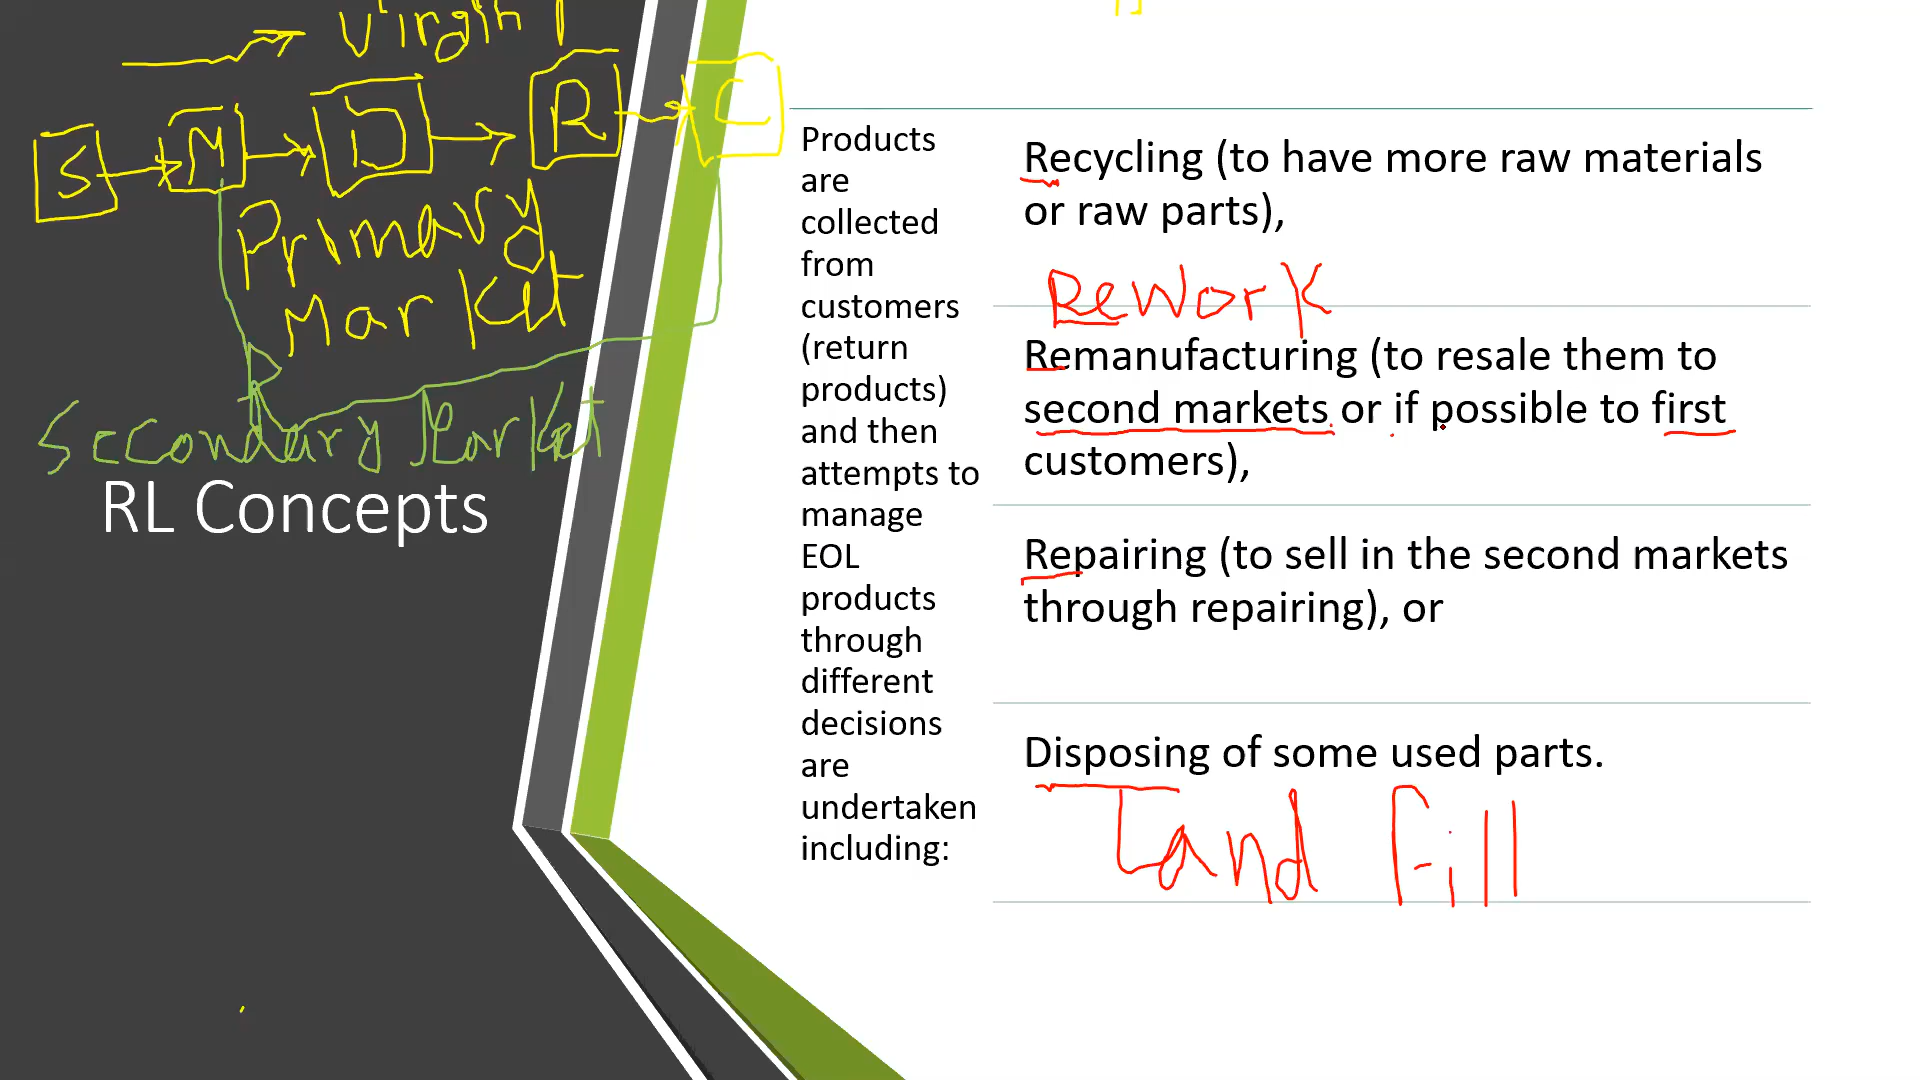 Virgin
S M D R C
Primary
Market
Secondary Market
RL Concepts
Products
are
collected
from
customers
(return
products)
and then
attempts to
manage
EOL
products
through
different
decisions
are
undertaken
including:
Recycling (to have more raw materials
or raw parts),
ReWork
Remanufacturing (to resale them to
second markets or if possible to first
customers),
Repairing (to sell in the second markets
through repairing), or
Disposing of some used parts.
Land Fill